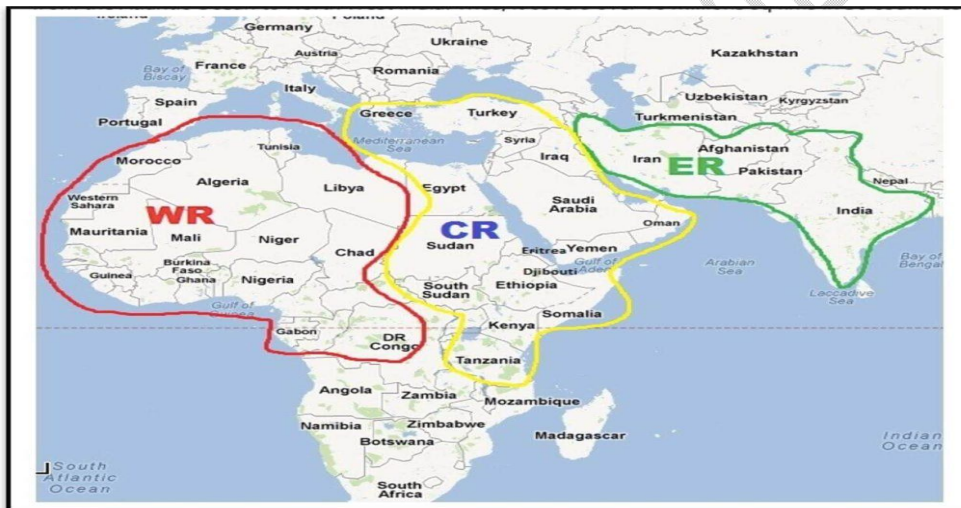 Germany
Ukraine
Kazakhstan
Austria
France
Bay of
Biscay
Romania
Italy
Uzbekistan
Kyrgyzstan
Spain
Greece
Turkey
Turkmenistan
Portugal
Mediterranean
Sea
Tunisia
Syria
Afghanistan
Morocco
Iraq
Iran
ER
Pakistan
Algeria
Libya
Egypt
Nepal
Western
Sahara
WR
Saudi
Arabia
India
Mauritania
Mali
Niger
CR
Oman
Chad
Sudan
Eritrea
Yemen
Guinea
Burkina
Faso
Ghana
Nigeria
Djibouti
Gulf of
Aden
Arabian
Sea
Bay of
Bengal
South
Sudan
Ethiopia
Laccadive
Sea
Gulf of
Guinea
Somalia
Gabon
DR
Congo
Kenya
Tanzania
Angola
Zambia
Mozambique
Namibia
Zimbabwe
Botswana
Madagascar
Indian
Ocean
South
Atlantic
Ocean
South
Africa